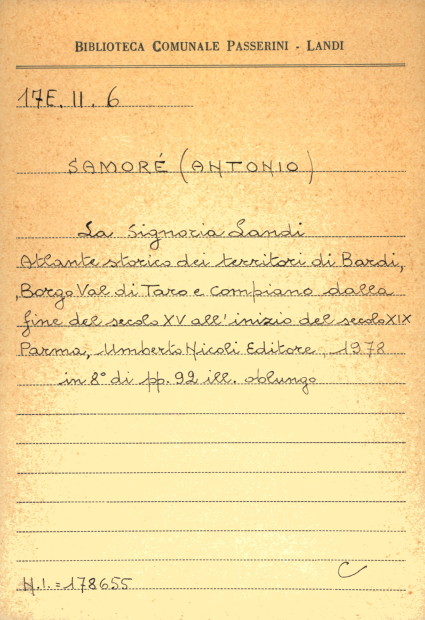 BIBLIOTECA COMUNALE PASSERINI - LANDI
17E. II. 6
SAMORÉ (ANTONIO)
La Signoria Landi
Atlante storico dei territori di Bardi,
Borgo Val di Taro e Compiano dalla
fine del secolo XV all'inizio del secolo XIX
Parma, Umberto Nicoli Editore, 1978
in 8° di pp. 92 ill. oblungo
C
N.I. = 178655